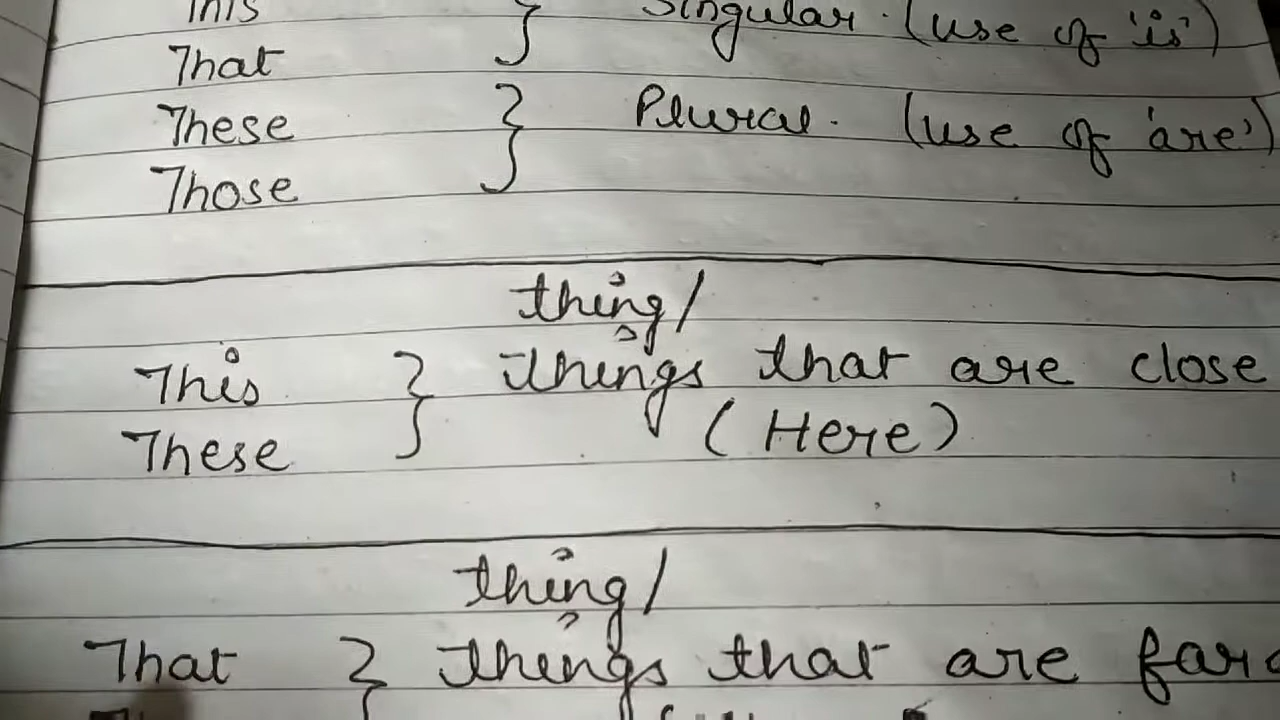 This } Singular. (use of 'is')
That
These } Plural. (use of 'are')
Those
thing/
This } things that are close
These (Here)
thing/
That } things that are far